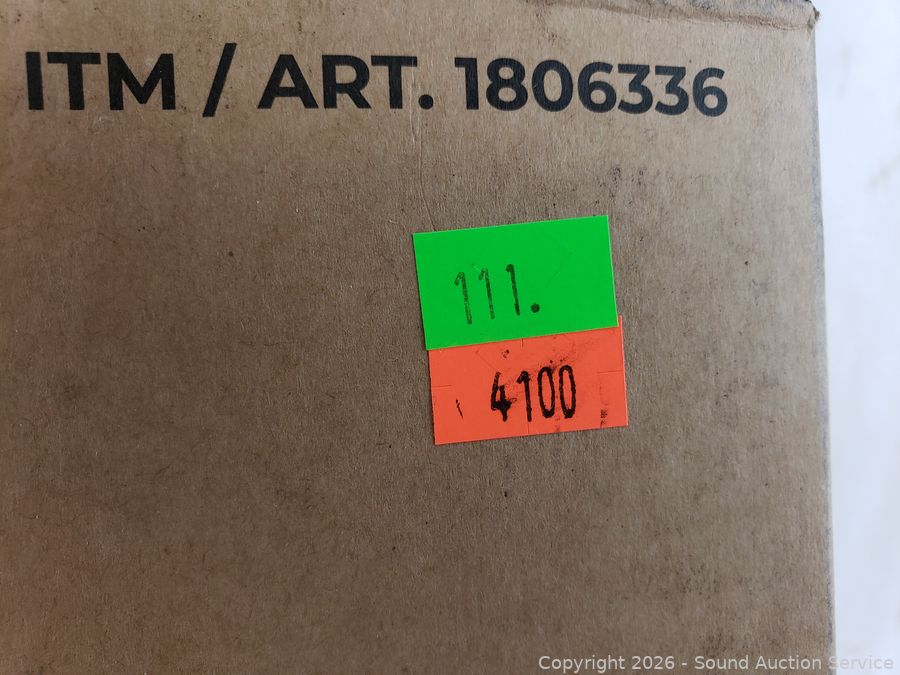 ITM / ART. 1806336
111.
4100
Copyright 2026 - Sound Auction Service